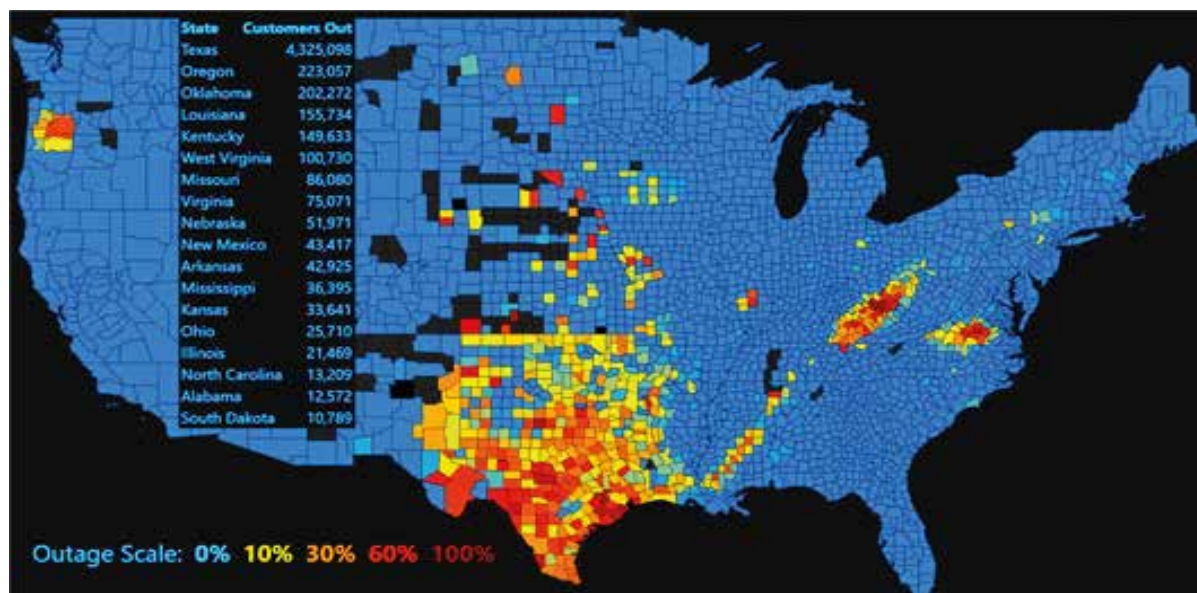 State Customers Out
Texas 4,325,098
Oregon 223,057
Oklahoma 202,272
Louisiana 155,734
Kentucky 149,633
West Virginia 100,730
Missouri 86,080
Virginia 75,071
Nebraska 51,971
New Mexico 43,417
Arkansas 42,925
Mississippi 36,395
Kansas 33,641
Ohio 25,710
Illinois 21,469
North Carolina 13,209
Alabama 12,572
South Dakota 10,789
Outage Scale: 0% 10% 30% 60% 100%